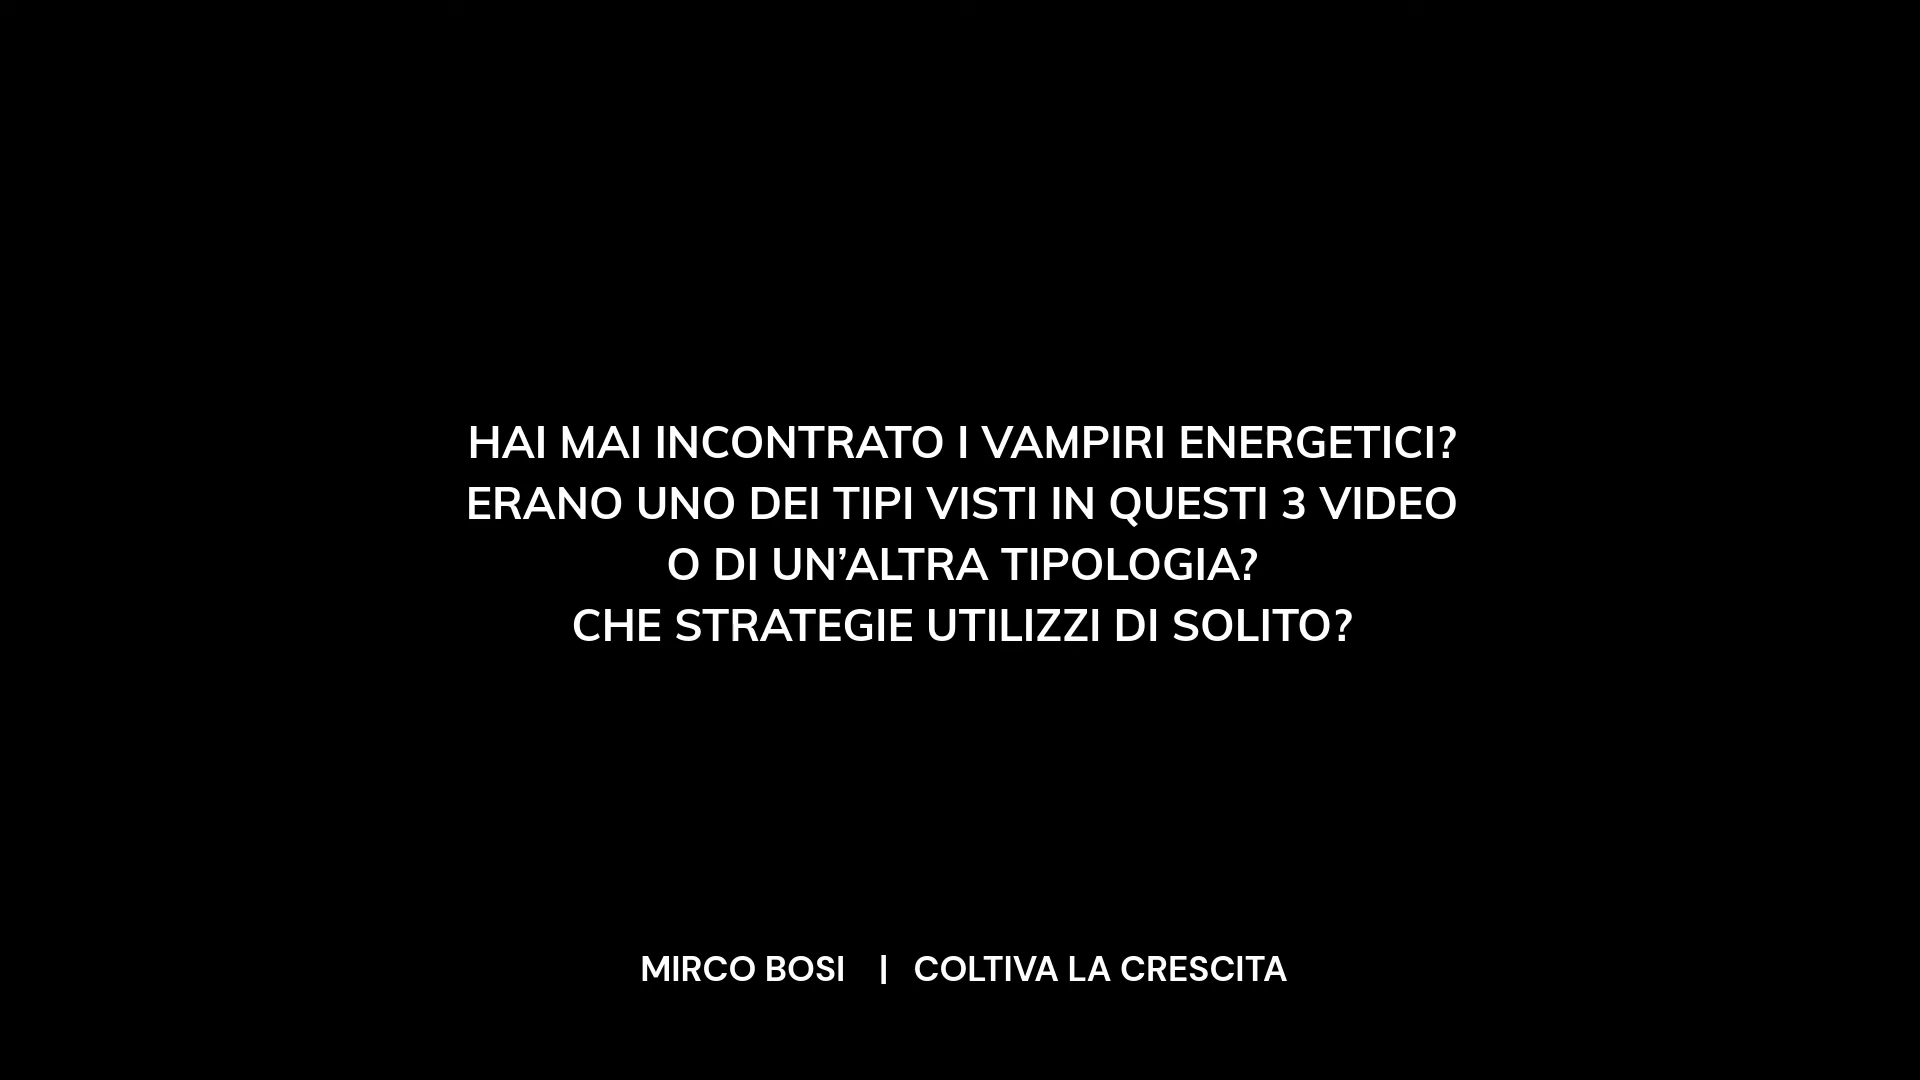 HAI MAI INCONTRATO I VAMPIRI ENERGETICI?
ERANO UNO DEI TIPI VISTI IN QUESTI 3 VIDEO
O DI UN’ALTRA TIPOLOGIA?
CHE STRATEGIE UTILIZZI DI SOLITO?
MIRCO BOSI | COLTIVA LA CRESCITA